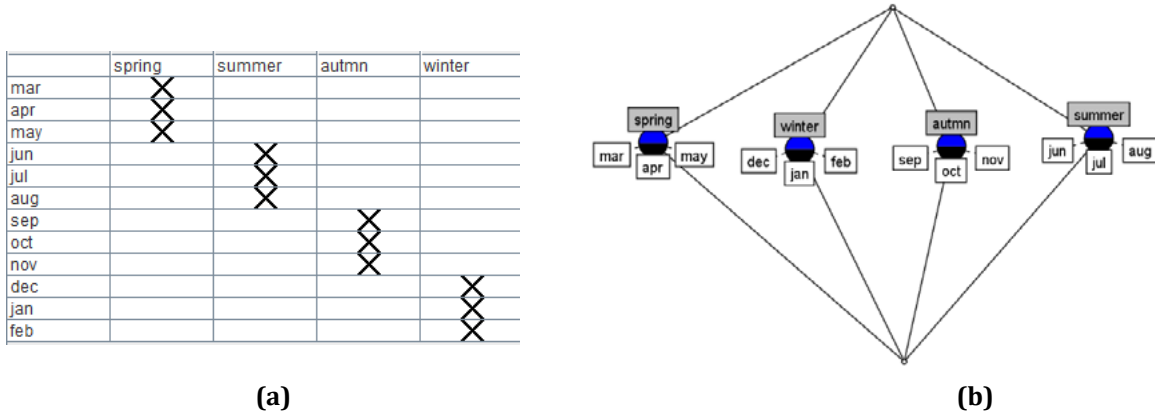 spring summer autmn winter
mar
apr
may
jun
jul
aug
sep
oct
nov
dec
jan
feb
(a)
spring
mar
apr
may
winter
dec
jan
feb
autmn
sep
oct
nov
summer
jun
jul
aug
(b)